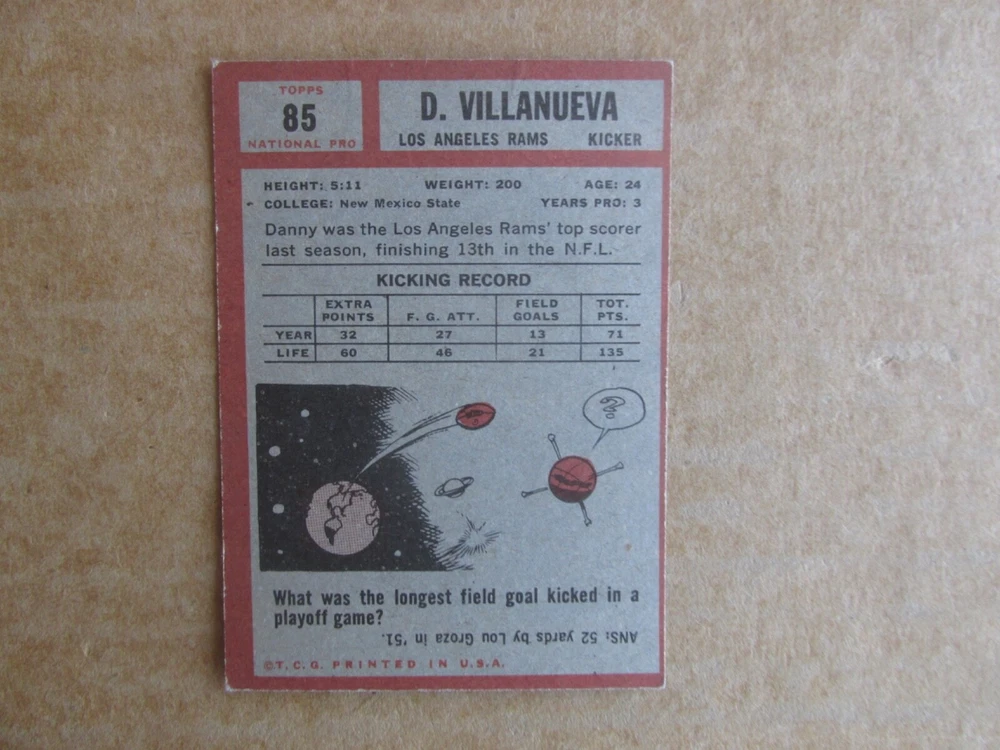 TOPPS
85
NATIONAL PRO
D. VILLANUEVA
LOS ANGELES RAMS KICKER
HEIGHT: 5:11 WEIGHT: 200 AGE: 24
COLLEGE: New Mexico State YEARS PRO: 3
Danny was the Los Angeles Rams' top scorer
last season, finishing 13th in the N.F.L.
KICKING RECORD
EXTRA POINTS F. G. ATT. FIELD GOALS TOT. PTS.
YEAR 32 27 13 71
LIFE 60 46 21 135
?
What was the longest field goal kicked in a
playoff game?
ANS: 52 yards by Lou Groza in '51.
©T.C.G. PRINTED IN U.S.A.